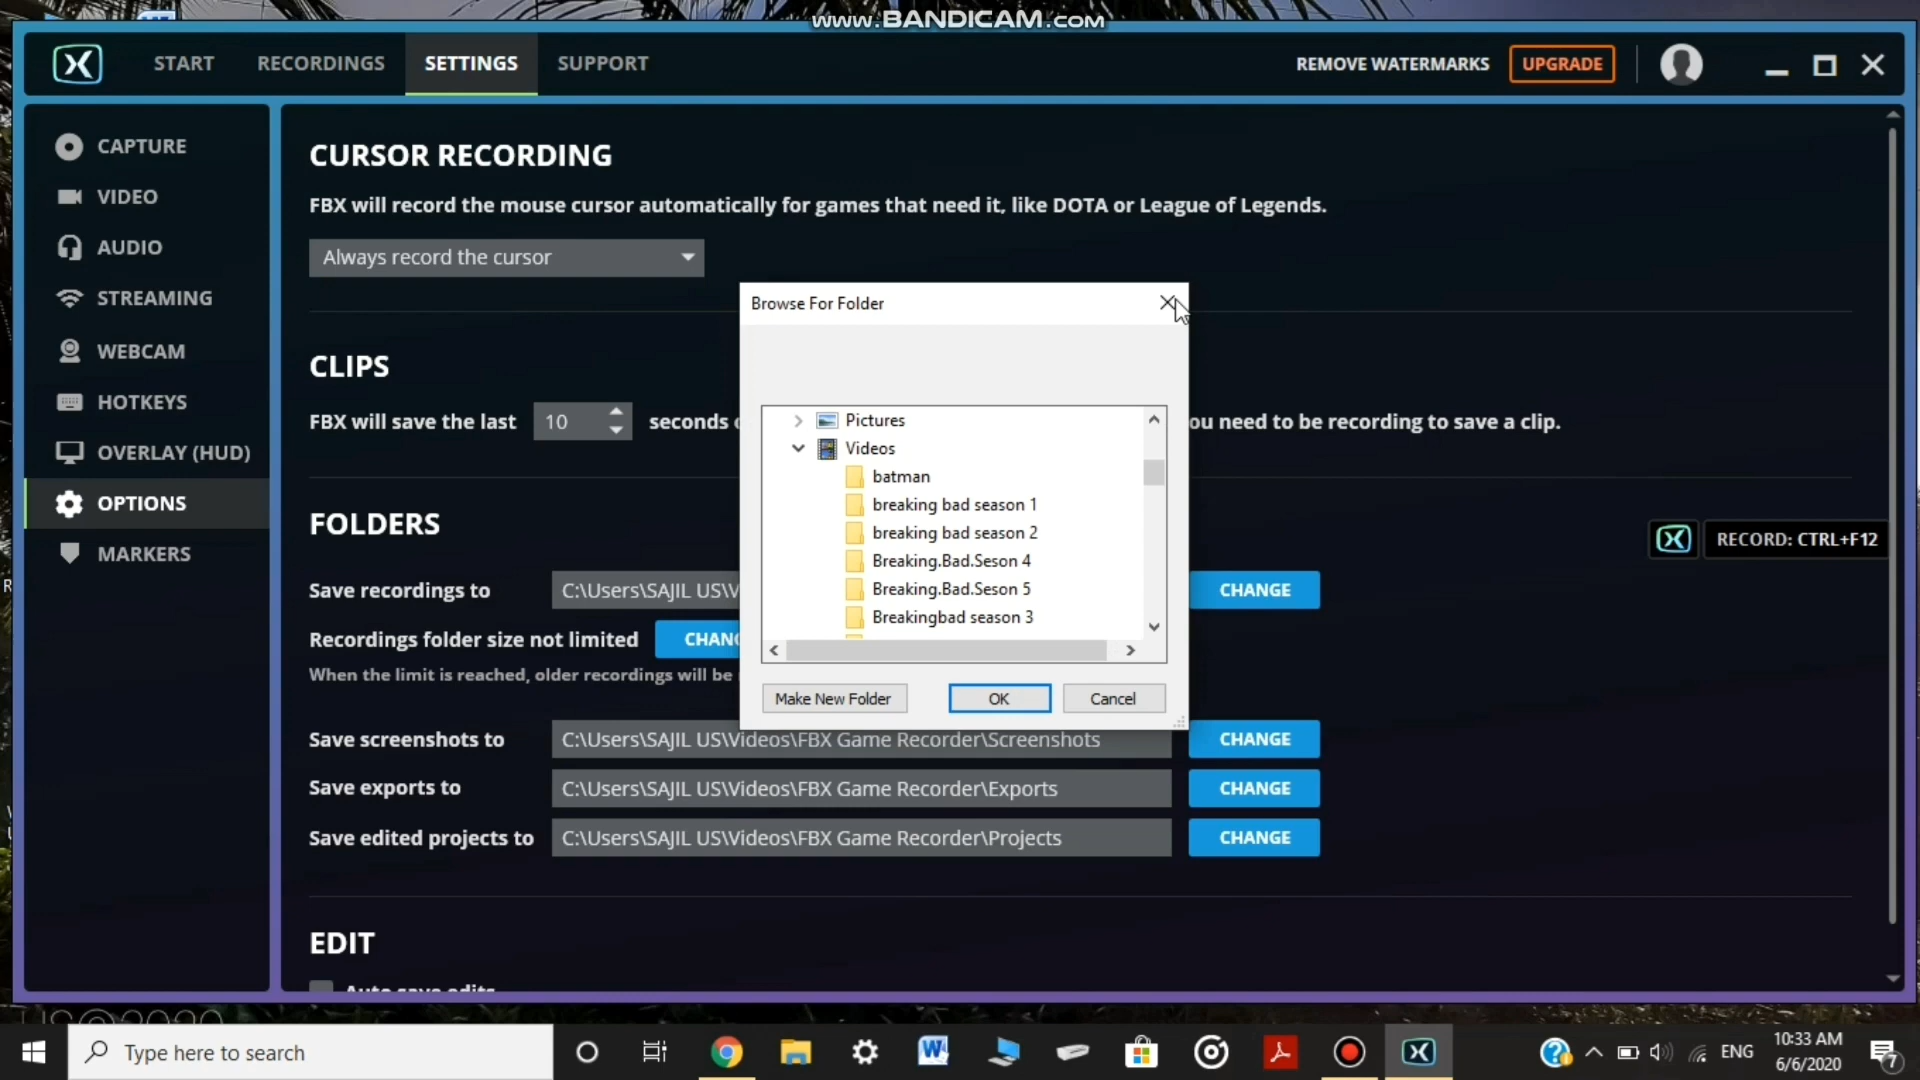 www.BANDICAM.com
START RECORDINGS SETTINGS SUPPORT REMOVE WATERMARKS UPGRADE
CAPTURE
VIDEO
AUDIO
STREAMING
WEBCAM
HOTKEYS
OVERLAY (HUD)
OPTIONS
MARKERS
CURSOR RECORDING
FBX will record the mouse cursor automatically for games that need it, like DOTA or League of Legends.
Always record the cursor
CLIPS
FBX will save the last 10 seconds ou need to be recording to save a clip.
FOLDERS
Save recordings to C:\Users\SAJIL US\V CHANGE
Recordings folder size not limited CHANG
When the limit is reached, older recordings will be
Save screenshots to C:\Users\SAJIL US\Videos\FBX Game Recorder\Screenshots CHANGE
Save exports to C:\Users\SAJIL US\Videos\FBX Game Recorder\Exports CHANGE
Save edited projects to C:\Users\SAJIL US\Videos\FBX Game Recorder\Projects CHANGE
EDIT
Auto save edits
Browse For Folder
Pictures
Videos
batman
breaking bad season 1
breaking bad season 2
Breaking.Bad.Seson 4
Breaking.Bad.Seson 5
Breakingbad season 3
Make New Folder OK Cancel
RECORD: CTRL+F12
Type here to search
ENG
10:33 AM
6/6/2020
7